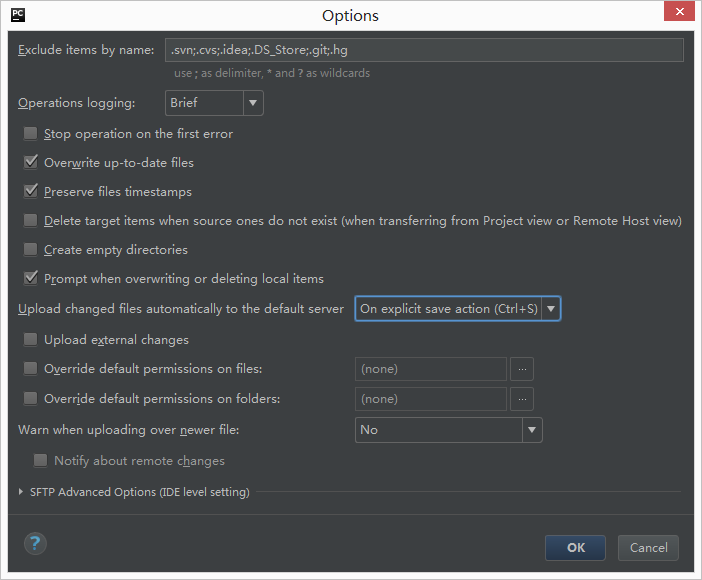 PC
Options
Exclude items by name: .svn;.cvs;.idea;.DS_Store;.git;.hg
use ; as delimiter, * and ? as wildcards
Operations logging: Brief
Stop operation on the first error
Overwrite up-to-date files
Preserve files timestamps
Delete target items when source ones do not exist (when transferring from Project view or Remote Host view)
Create empty directories
Prompt when overwriting or deleting local items
Upload changed files automatically to the default server On explicit save action (Ctrl+S)
Upload external changes
Override default permissions on files: (none) ...
Override default permissions on folders: (none) ...
Warn when uploading over newer file: No
Notify about remote changes
SFTP Advanced Options (IDE level setting)
? OK Cancel